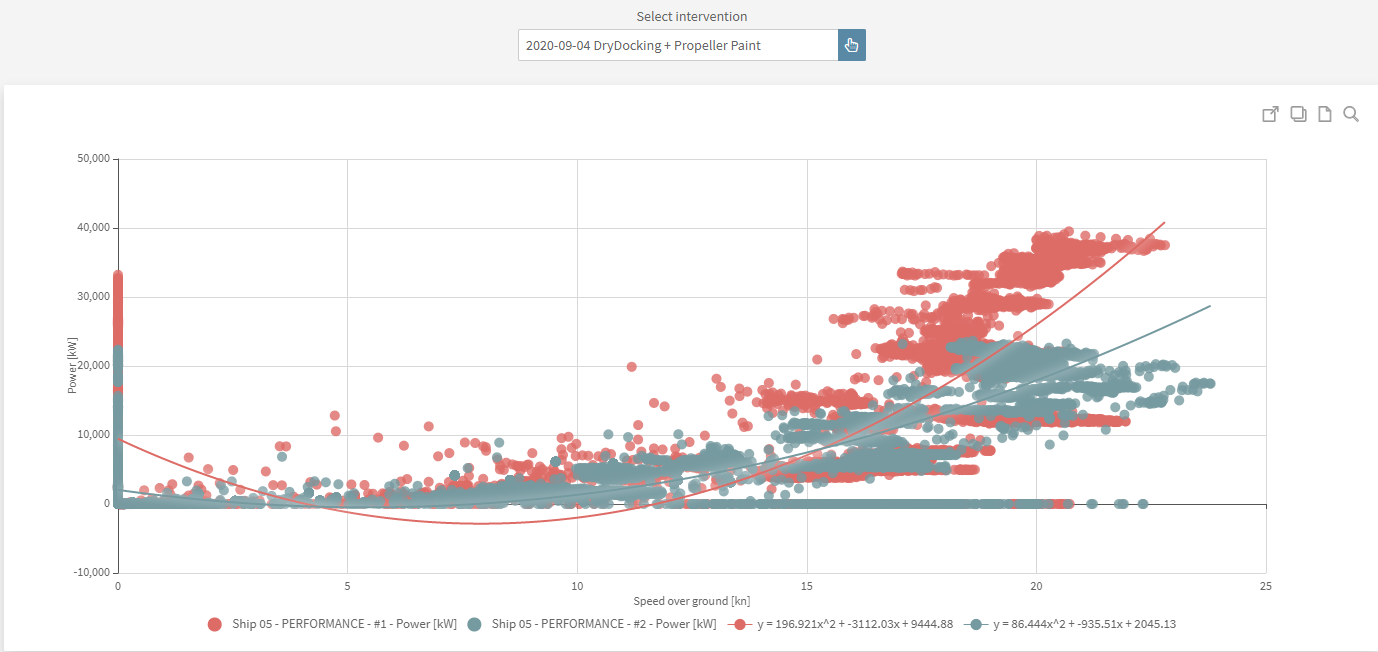 Select intervention
2020-09-04 DryDocking + Propeller Paint
50,000
40,000
30,000
20,000
10,000
0
-10,000
Power [kW]
0 5 10 15 20 25
Speed over ground [kn]
Ship 05 - PERFORMANCE - #1 - Power [kW] Ship 05 - PERFORMANCE - #2 - Power [kW] y = 196.921x^2 + -3112.03x + 9444.88 y = 86.444x^2 + -935.51x + 2045.13